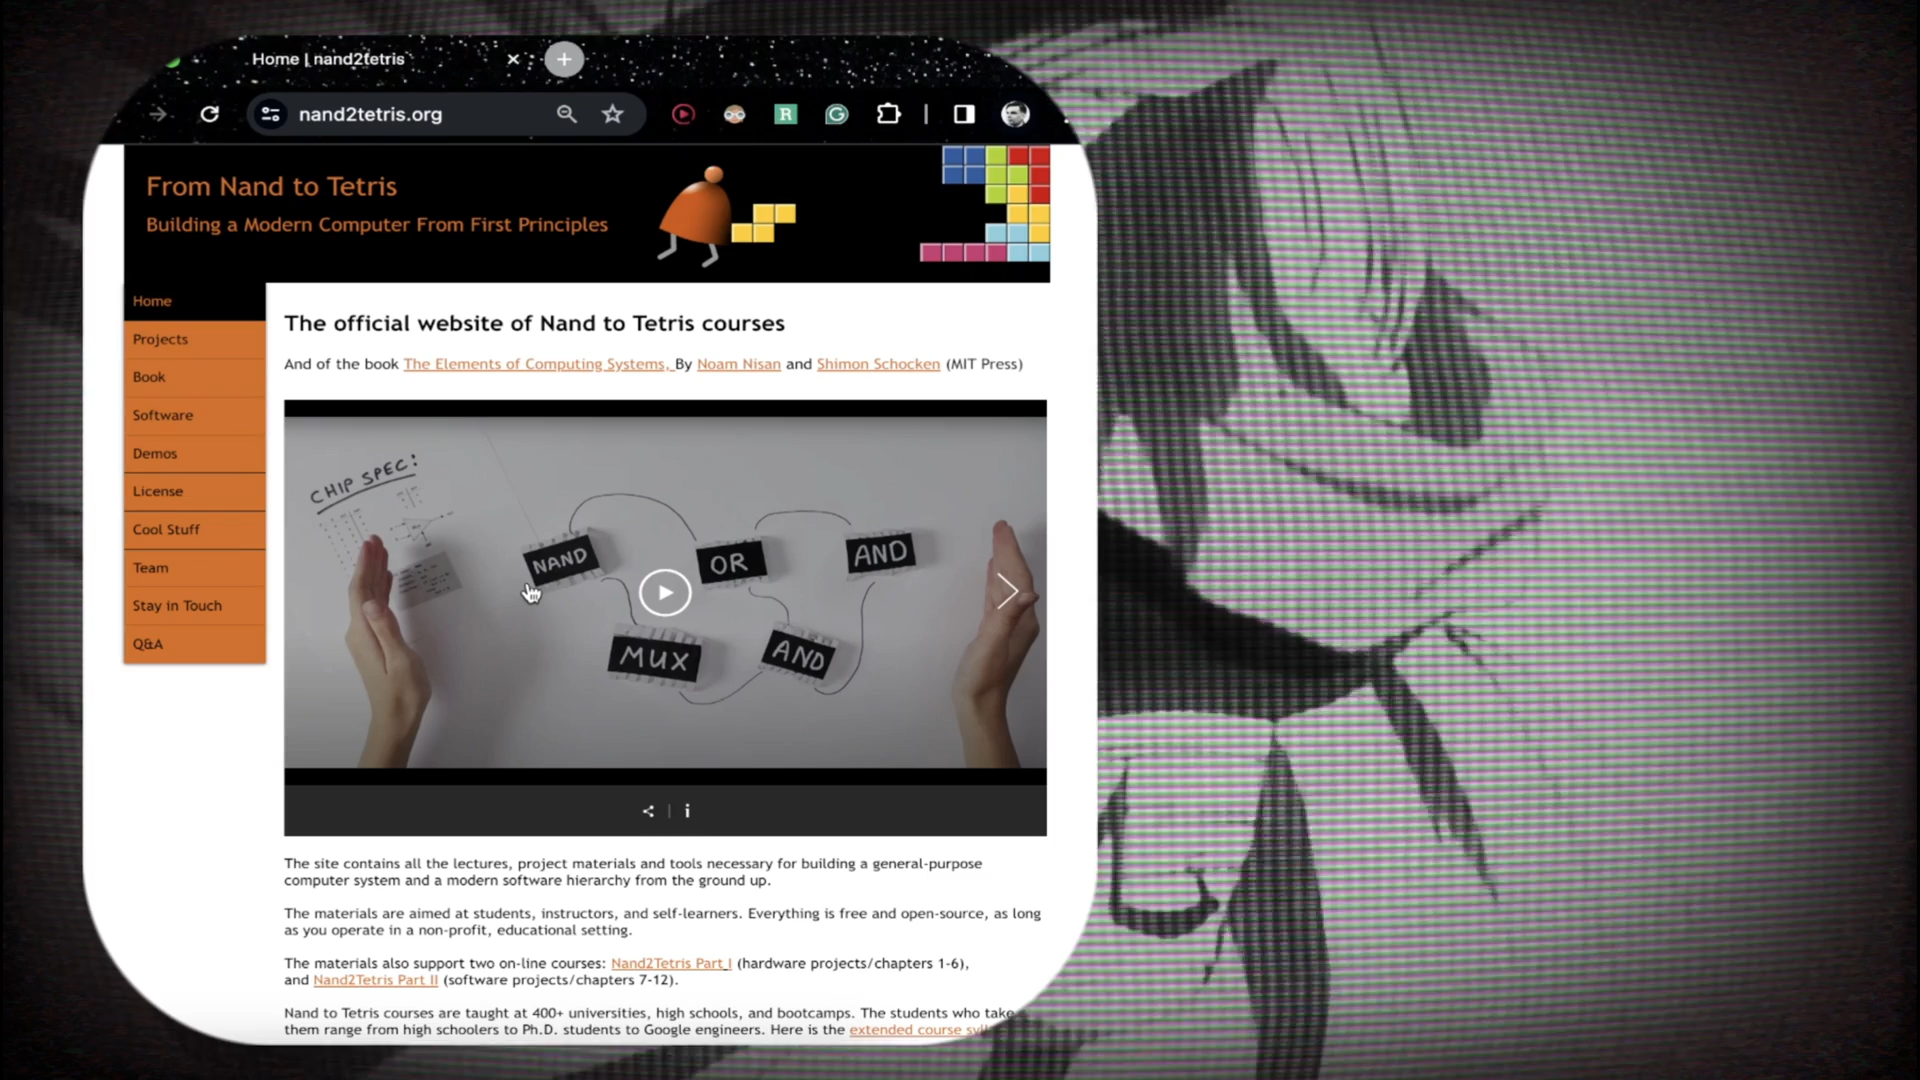 Home | nand2tetris
nand2tetris.org
From Nand to Tetris
Building a Modern Computer From First Principles
Home
Projects
Book
Software
Demos
License
Cool Stuff
Team
Stay in Touch
Q&A
The official website of Nand to Tetris courses
And of the book The Elements of Computing Systems, By Noam Nisan and Shimon Schocken (MIT Press)
CHIP SPEC:
NAND
OR
AND
MUX
AND
The site contains all the lectures, project materials and tools necessary for building a general-purpose
computer system and a modern software hierarchy from the ground up.
The materials are aimed at students, instructors, and self-learners. Everything is free and open-source, as long
as you operate in a non-profit, educational setting.
The materials also support two on-line courses: Nand2Tetris Part I (hardware projects/chapters 1-6),
and Nand2Tetris Part II (software projects/chapters 7-12).
Nand to Tetris courses are taught at 400+ universities, high schools, and bootcamps. The students who take
them range from high schoolers to Ph.D. students to Google engineers. Here is the extended course